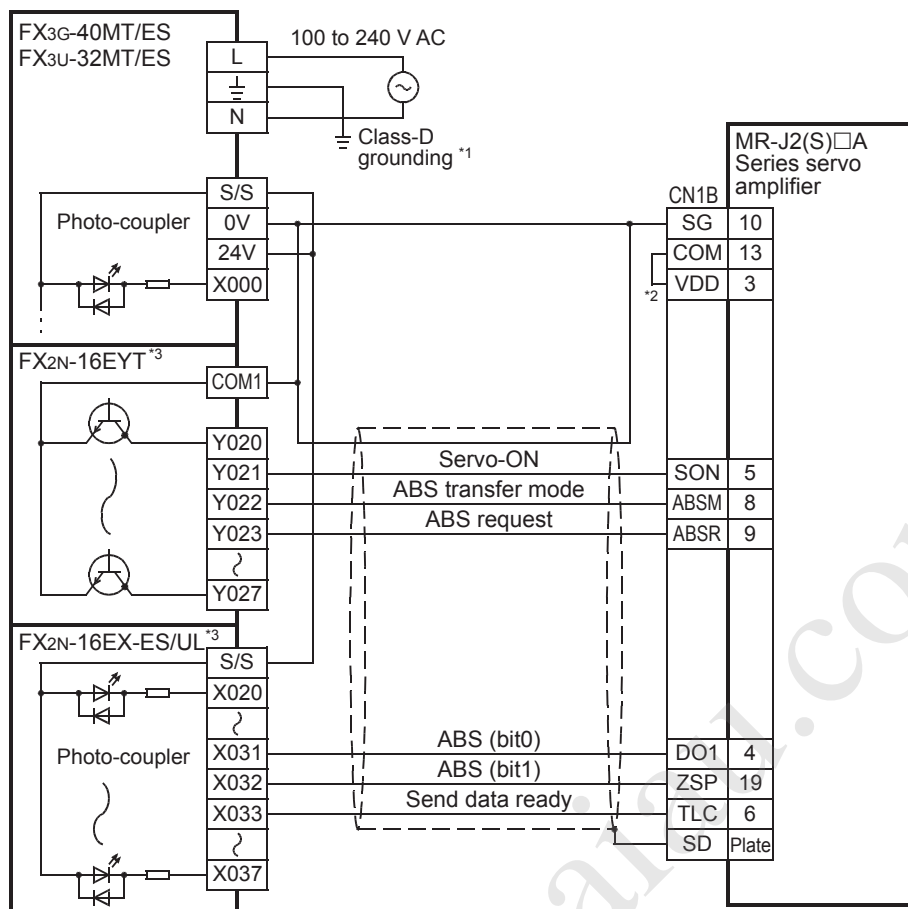 FX3G-40MT/ES
FX3U-32MT/ES
L
N
100 to 240 V AC
Class-D
grounding *1
S/S
0V
24V
X000
Photo-coupler
MR-J2(S)□A
Series servo
amplifier
CN1B
SG 10
COM 13
VDD 3
*2
FX2N-16EYT*3
COM1
Y020
Y021 Servo-ON SON 5
Y022 ABS transfer mode ABSM 8
Y023 ABS request ABSR 9
Y027
FX2N-16EX-ES/UL*3
S/S
X020
Photo-coupler
X031 ABS (bit0) DO1 4
X032 ABS (bit1) ZSP 19
X033 Send data ready TLC 6
SD Plate
X037